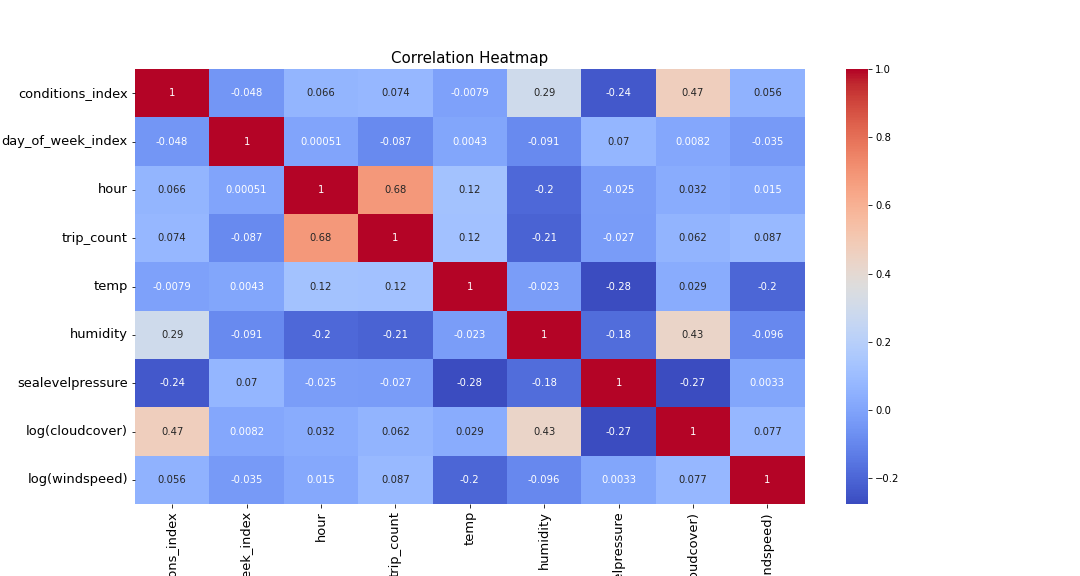 Correlation Heatmap
conditions_index 1 -0.048 0.066 0.074 -0.0079 0.29 -0.24 0.47 0.056
day_of_week_index -0.048 1 0.00051 -0.087 0.0043 -0.091 0.07 0.0082 -0.035
hour 0.066 0.00051 1 0.68 0.12 -0.2 -0.025 0.032 0.015
trip_count 0.074 -0.087 0.68 1 0.12 -0.21 -0.027 0.062 0.087
temp -0.0079 0.0043 0.12 0.12 1 -0.023 -0.28 0.029 -0.2
humidity 0.29 -0.091 -0.2 -0.21 -0.023 1 -0.18 0.43 -0.096
sealevelpressure -0.24 0.07 -0.025 -0.027 -0.28 -0.18 1 -0.27 0.0033
log(cloudcover) 0.47 0.0082 0.032 0.062 0.029 0.43 -0.27 1 0.077
log(windspeed) 0.056 -0.035 0.015 0.087 -0.2 -0.096 0.0033 0.077 1
ons_index
eek_index
hour
trip_count
temp
humidity
elpressure
oudcover)
ndspeed)
1.0
0.8
0.6
0.4
0.2
0.0
−0.2